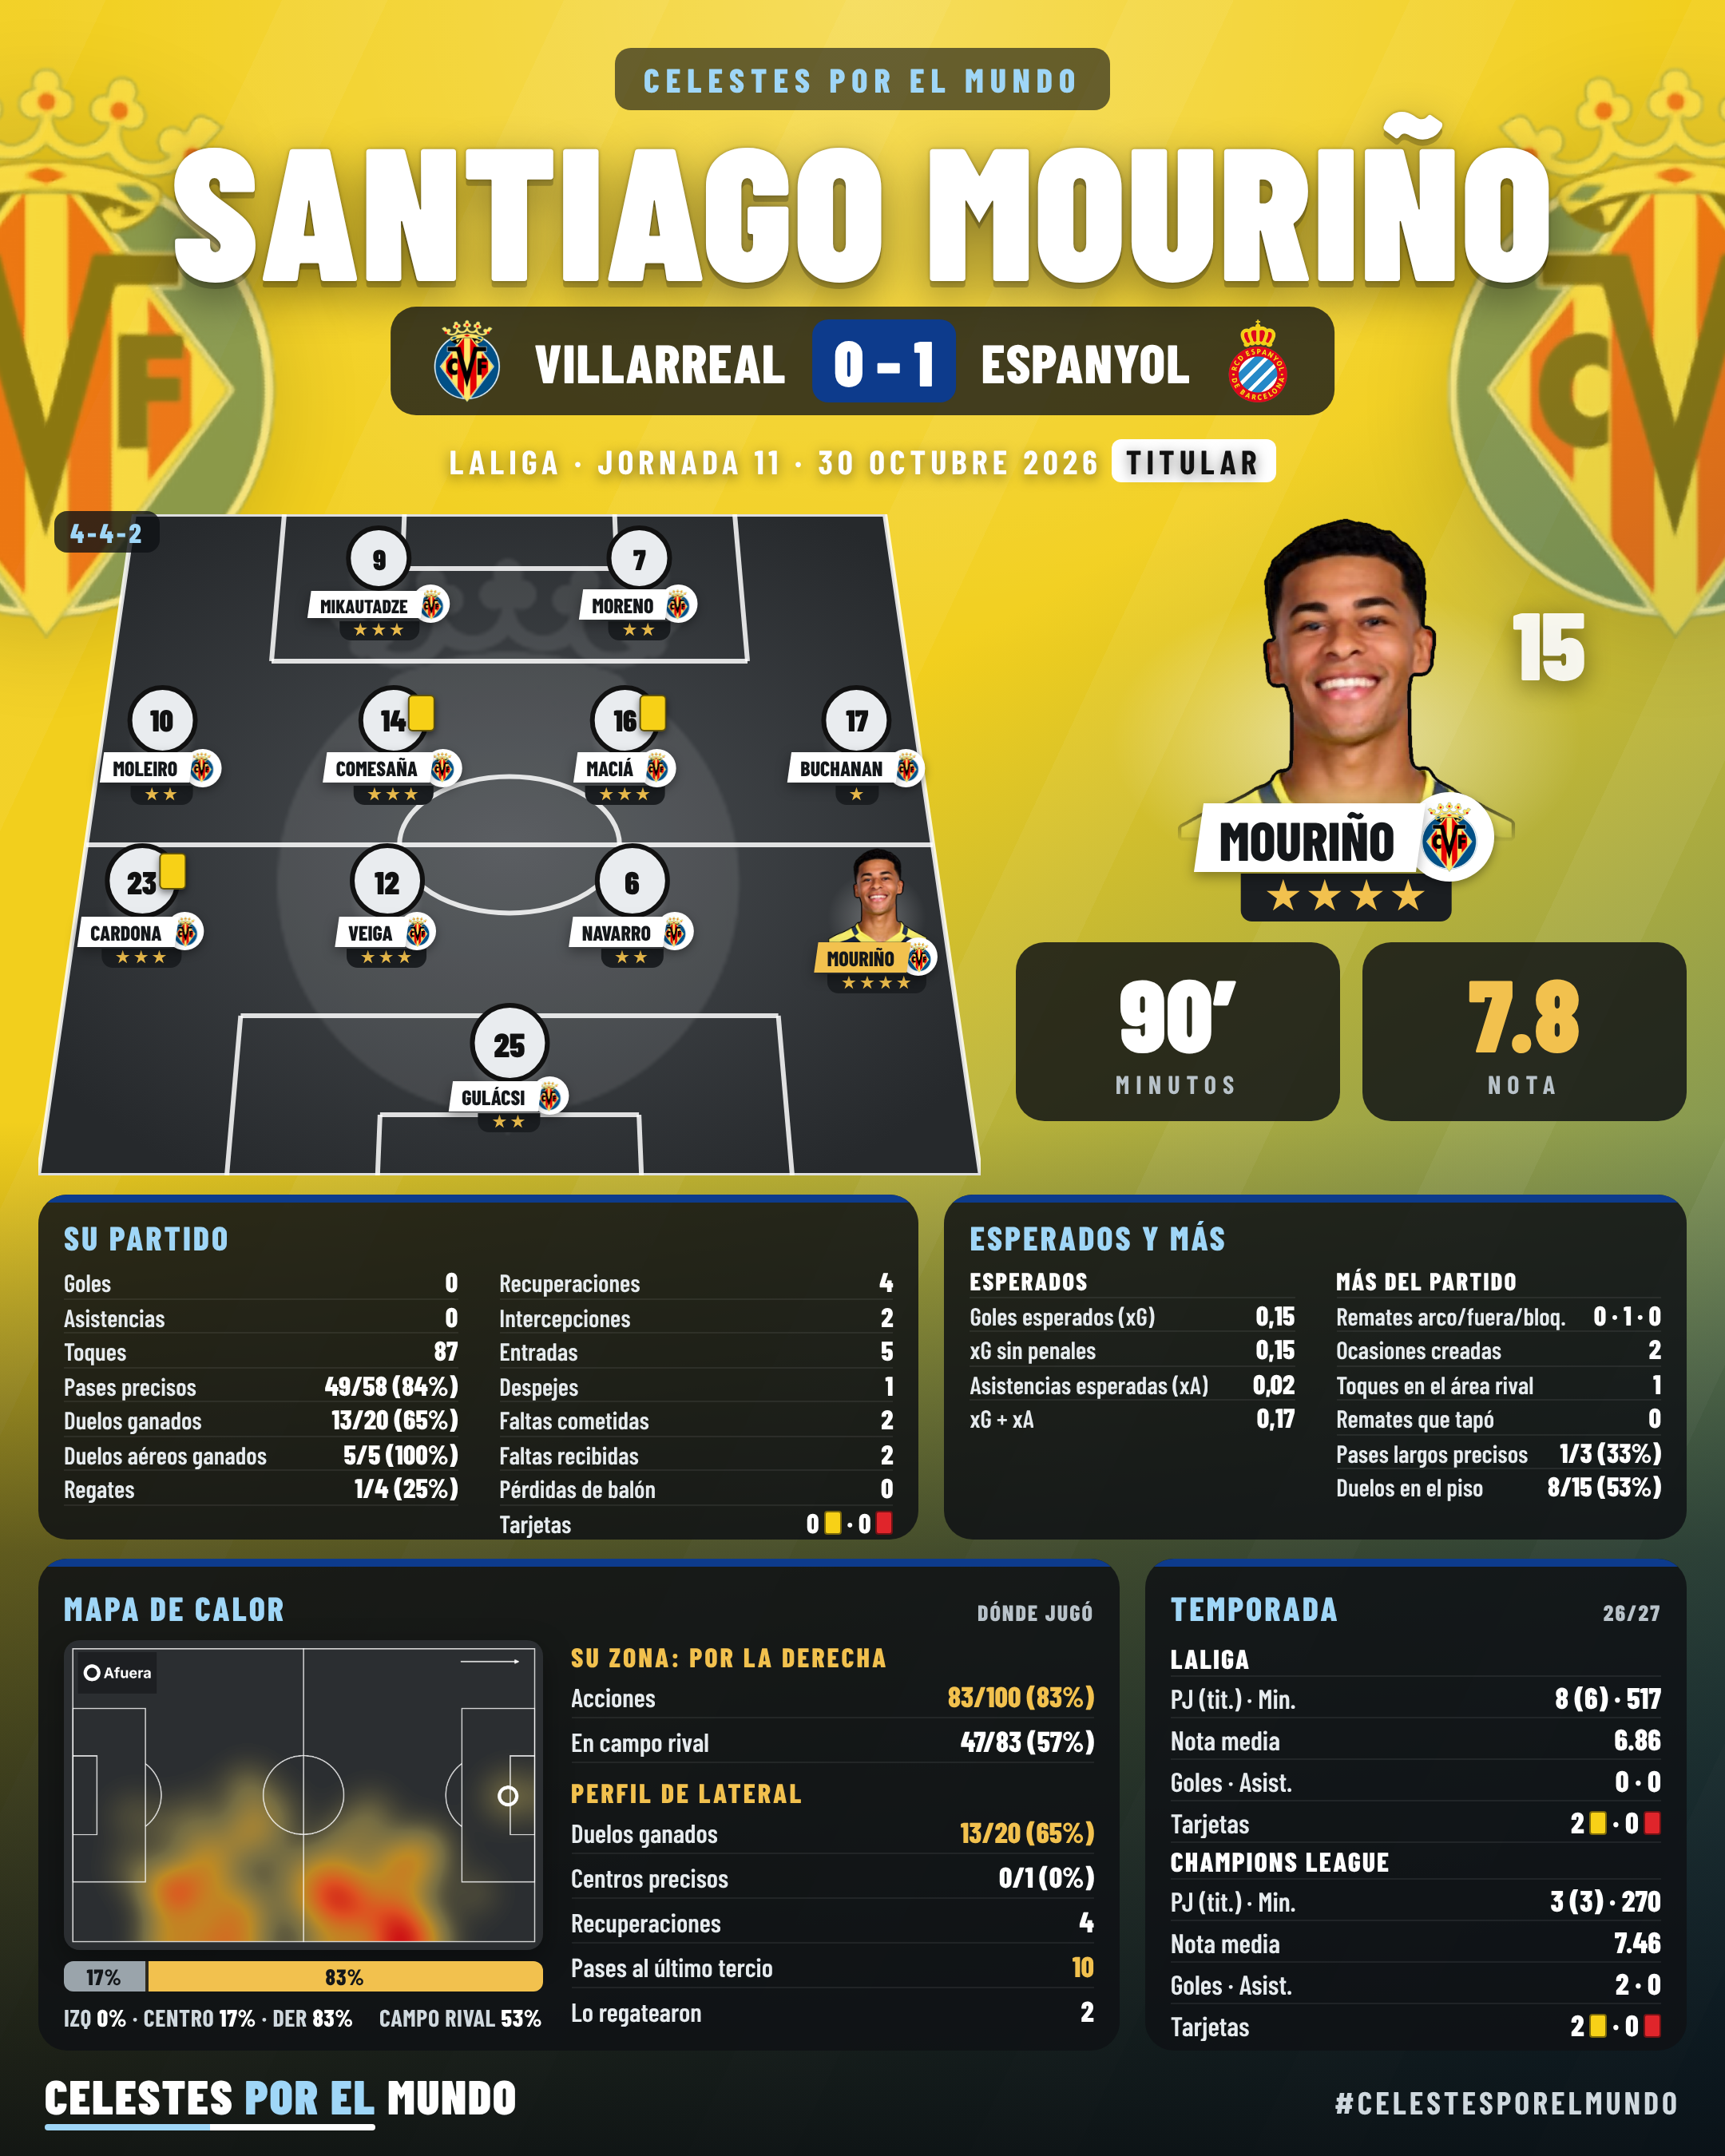 CELESTES POR EL MUNDO
SANTIAGO MOURIÑO
VILLARREAL 0 - 1 ESPANYOL
LALIGA · JORNADA 11 · 30 OCTUBRE 2026 TITULAR
4-4-2
9
MIKAUTADZE
★★★
7
MORENO
★★
10
MOLEIRO
★★
14
COMESAÑA
★★★
16
MACIÁ
★★★
17
BUCHANAN
★
23
CARDONA
★★★
12
VEIGA
★★★
6
NAVARRO
★★
MOURIÑO
★★★★
25
GULÁCSI
★★
15
MOURIÑO
★★★★
90′
MINUTOS
7.8
NOTA
SU PARTIDO
Goles 0
Asistencias 0
Toques 87
Pases precisos 49/58 (84%)
Duelos ganados 13/20 (65%)
Duelos aéreos ganados 5/5 (100%)
Regates 1/4 (25%)
Recuperaciones 4
Intercepciones 2
Entradas 5
Despejes 1
Faltas cometidas 2
Faltas recibidas 2
Pérdidas de balón 0
Tarjetas 0 · 0
ESPERADOS Y MÁS
ESPERADOS
Goles esperados (xG) 0,15
xG sin penales 0,15
Asistencias esperadas (xA) 0,02
xG + xA 0,17
MÁS DEL PARTIDO
Remates arco/fuera/bloq. 0 · 1 · 0
Ocasiones creadas 2
Toques en el área rival 1
Remates que tapó 0
Pases largos precisos 1/3 (33%)
Duelos en el piso 8/15 (53%)
MAPA DE CALOR
DÓNDE JUGÓ
Afuera
17% 83%
IZQ 0% · CENTRO 17% · DER 83% CAMPO RIVAL 53%
SU ZONA: POR LA DERECHA
Acciones 83/100 (83%)
En campo rival 47/83 (57%)
PERFIL DE LATERAL
Duelos ganados 13/20 (65%)
Centros precisos 0/1 (0%)
Recuperaciones 4
Pases al último tercio 10
Lo regatearon 2
TEMPORADA 26/27
LALIGA
PJ (tit.) · Min. 8 (6) · 517
Nota media 6.86
Goles · Asist. 0 · 0
Tarjetas 2 · 0
CHAMPIONS LEAGUE
PJ (tit.) · Min. 3 (3) · 270
Nota media 7.46
Goles · Asist. 2 · 0
Tarjetas 2 · 0
CELESTES POR EL MUNDO
#CELESTESPORELMUNDO